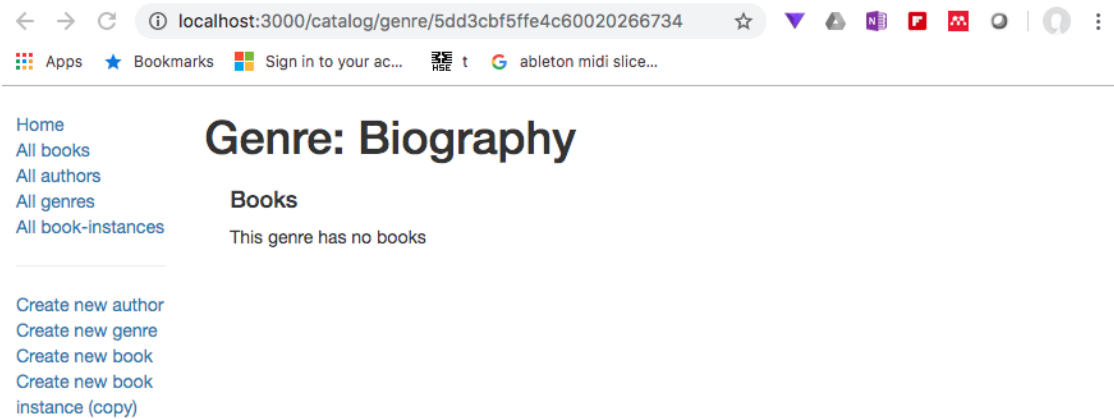 localhost:3000/catalog/genre/5dd3cbf5ffe4c60020266734
Apps Bookmarks Sign in to your ac... HSE t G ableton midi slice...
Home
All books
All authors
All genres
All book-instances
Genre: Biography
Books
This genre has no books
Create new author
Create new genre
Create new book
Create new book
instance (copy)